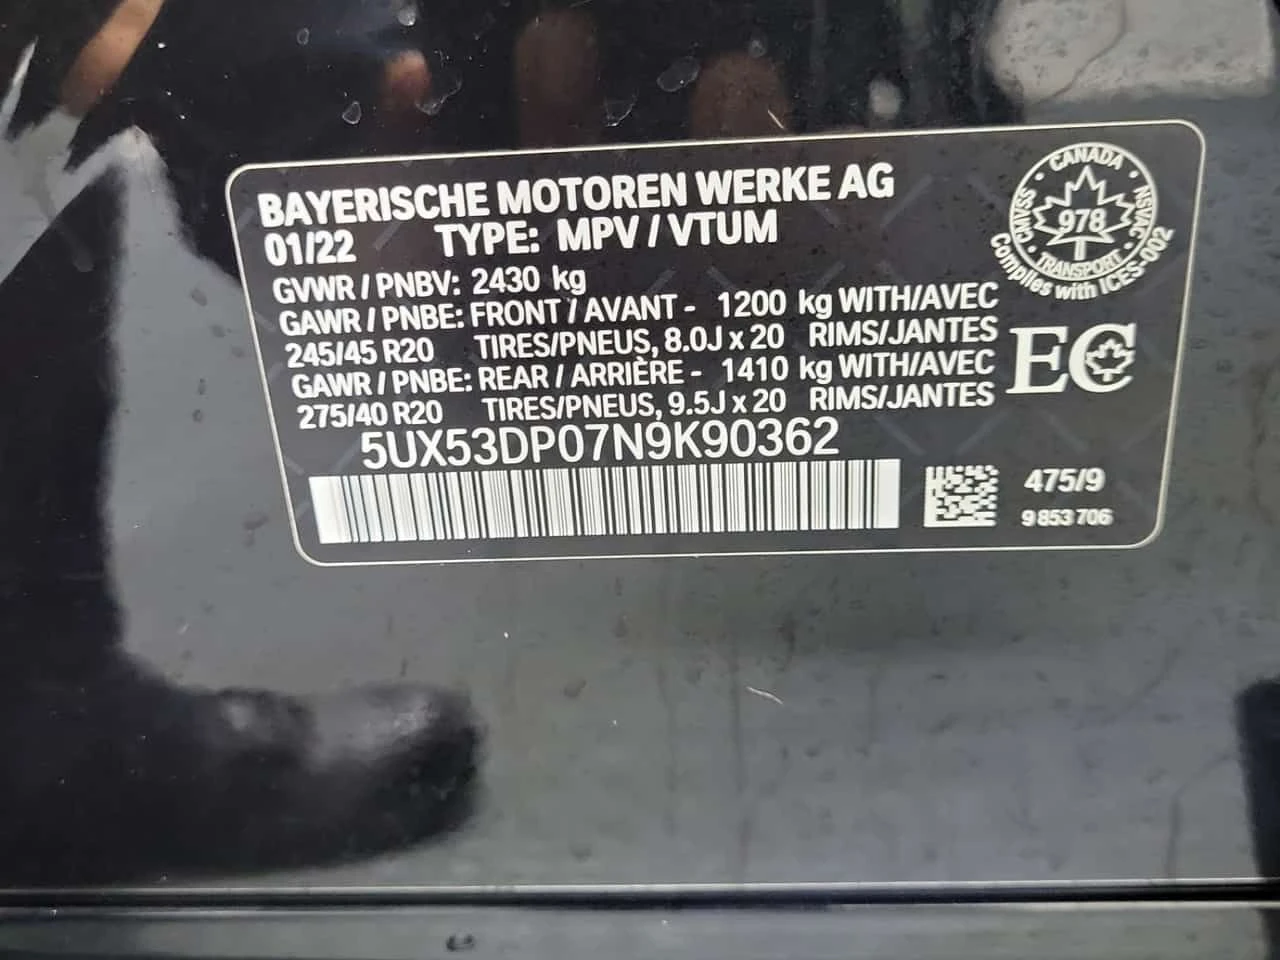 BAYERISCHE MOTOREN WERKE AG
01/22 TYPE: MPV / VTUM
GVWR / PNBV: 2430 kg
GAWR / PNBE: FRONT / AVANT - 1200 kg WITH/AVEC
245/45 R20 TIRES/PNEUS, 8.0J x 20 RIMS/JANTES
GAWR / PNBE: REAR / ARRIÈRE - 1410 kg WITH/AVEC
275/40 R20 TIRES/PNEUS, 9.5J x 20 RIMS/JANTES
5UX53DP07N9K90362
475/9
9 853 706
CANADA
CMVSS
978
NSVAC
TRANSPORT
Complies with ICES-002
EC